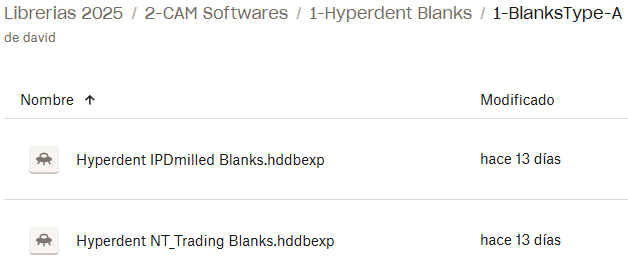 Librerias 2025 / 2-CAM Softwares / 1-Hyperdent Blanks / 1-BlanksType-A
de david
Nombre ↑ Modificado
Hyperdent IPDmilled Blanks.hddbexp hace 13 días
Hyperdent NT_Trading Blanks.hddbexp hace 13 días